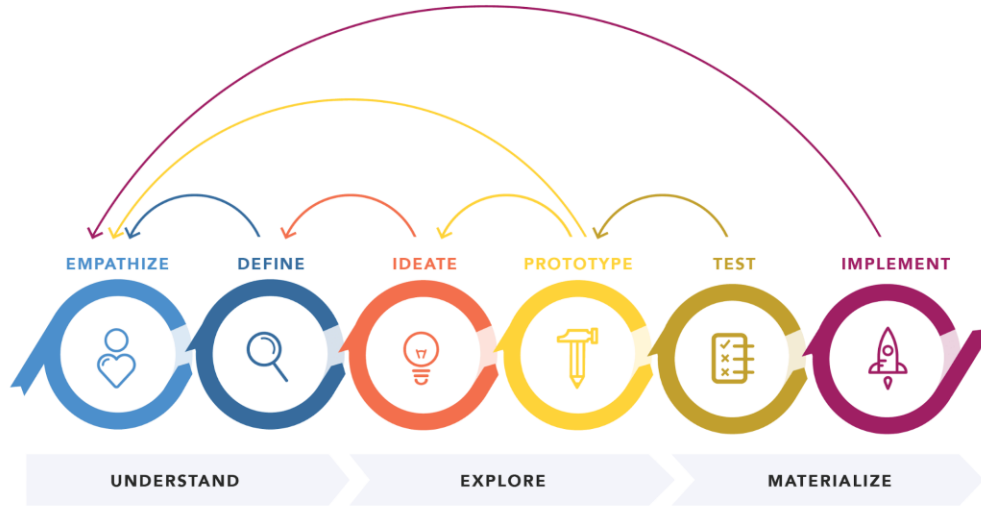 EMPATHIZE
DEFINE
IDEATE
PROTOTYPE
TEST
IMPLEMENT
UNDERSTAND
EXPLORE
MATERIALIZE